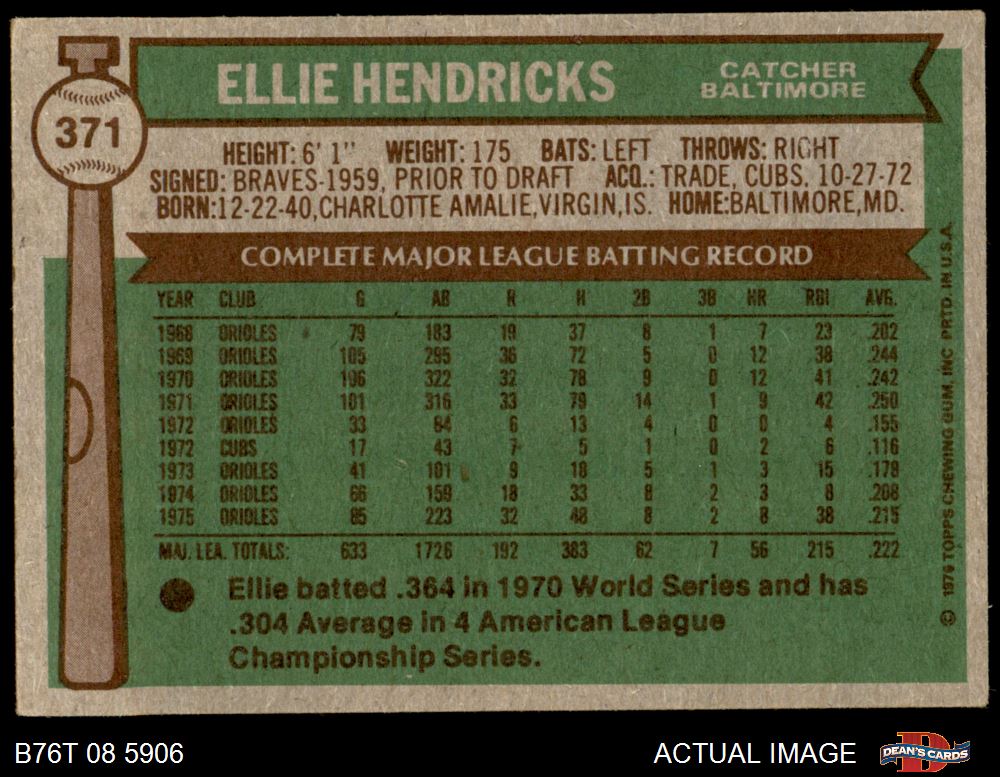 371
ELLIE HENDRICKS
CATCHER
BALTIMORE
HEIGHT: 6' 1" WEIGHT: 175 BATS: LEFT THROWS: RIGHT
SIGNED: BRAVES-1959, PRIOR TO DRAFT ACQ.: TRADE, CUBS, 10-27-72
BORN:12-22-40,CHARLOTTE AMALIE,VIRGIN,IS. HOME:BALTIMORE,MD.
COMPLETE MAJOR LEAGUE BATTING RECORD
YEAR CLUB G AB R H 2B 3B HR RBI AVG.
1968 ORIOLES 79 183 19 37 8 1 7 23 .202
1969 ORIOLES 105 295 36 72 5 0 12 38 .244
1970 ORIOLES 106 322 32 78 9 0 12 41 .242
1971 ORIOLES 101 316 33 79 14 1 9 42 .250
1972 ORIOLES 33 84 6 13 4 0 0 4 .155
1972 CUBS 17 43 7 5 1 0 2 6 .116
1973 ORIOLES 41 101 9 18 5 1 3 15 .178
1974 ORIOLES 66 159 18 33 8 2 3 8 .208
1975 ORIOLES 85 223 32 48 8 2 8 38 .215
MAJ. LEA. TOTALS: 633 1726 192 383 62 7 56 215 .222
Ellie batted .364 in 1970 World Series and has
.304 Average in 4 American League
Championship Series.
© 1976 TOPPS CHEWING GUM, INC PRTD. IN U.S.A.
B76T 08 5906
ACTUAL IMAGE
D
DEAN'S CARDS